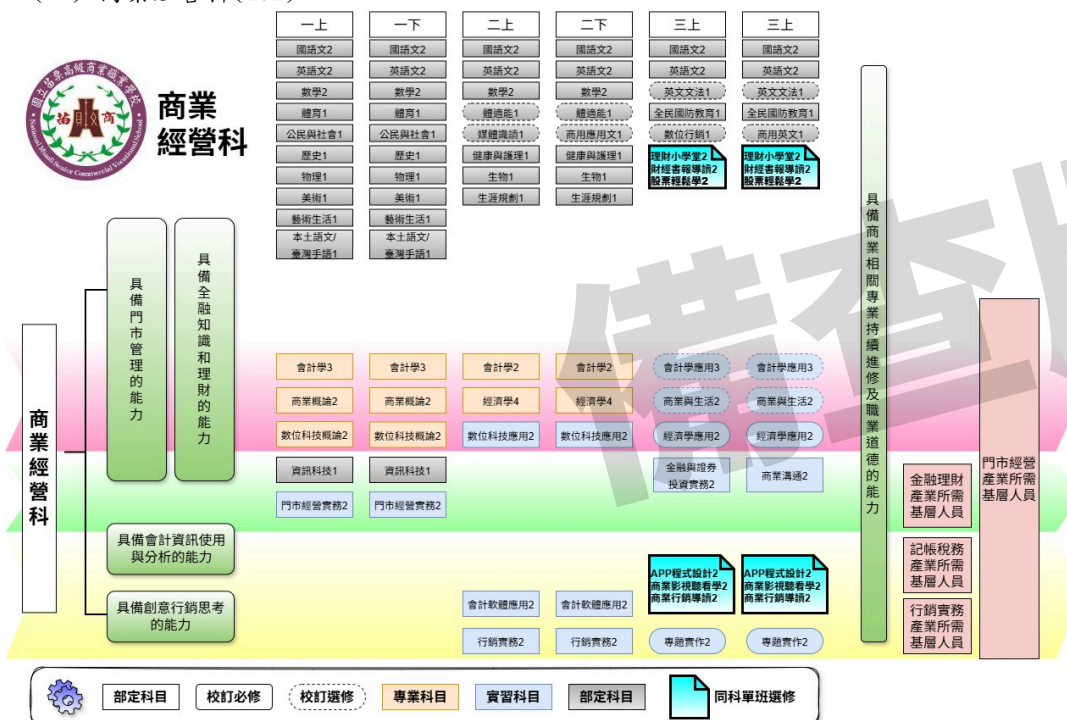 商業
經營科
國立苗栗高級商業職業學校
National Miaoli Senior Commercial Vocational School
苗 商
一上
一下
二上
二下
三上
三上
國語文2
國語文2
國語文2
國語文2
國語文2
國語文2
英語文2
英語文2
英語文2
英語文2
英語文2
英語文2
數學2
數學2
數學2
數學2
英文文法1
英文文法1
體育1
體育1
體適能1
體適能1
全民國防教育1
全民國防教育1
公民與社會1
公民與社會1
媒體識讀1
商用應用文1
數位行銷1
商用英文1
歷史1
歷史1
健康與護理1
健康與護理1
理財小學堂2
財經書報導讀2
股票輕鬆學2
理財小學堂2
財經書報導讀2
股票輕鬆學2
物理1
物理1
生物1
生物1
美術1
美術1
生涯規劃1
生涯規劃1
藝術生活1
藝術生活1
本土語文/
臺灣手語1
本土語文/
臺灣手語1
商業經營科
具備門市管理的能力
具備全融知識和理財的能力
具備會計資訊使用
與分析的能力
具備創意行銷思考
的能力
會計學3
會計學3
會計學2
會計學2
會計學應用3
會計學應用3
商業概論2
商業概論2
經濟學4
經濟學4
商業與生活2
商業與生活2
數位科技概論2
數位科技概論2
數位科技應用2
數位科技應用2
經濟學應用2
經濟學應用2
資訊科技1
資訊科技1
金融與證券
投資實務2
商業溝通2
門市經營實務2
門市經營實務2
APP程式設計2
商業影視聽看學2
商業行銷導讀2
APP程式設計2
商業影視聽看學2
商業行銷導讀2
會計軟體應用2
會計軟體應用2
行銷實務2
行銷實務2
專題實作2
專題實作2
具備商業相關專業持續進修及職業道德的能力
金融理財
產業所需
基層人員
記帳稅務
產業所需
基層人員
行銷實務
產業所需
基層人員
門市經營
產業所需
基層人員
部定科目
校訂必修
校訂選修
專業科目
實習科目
部定科目
同科單班選修
備查